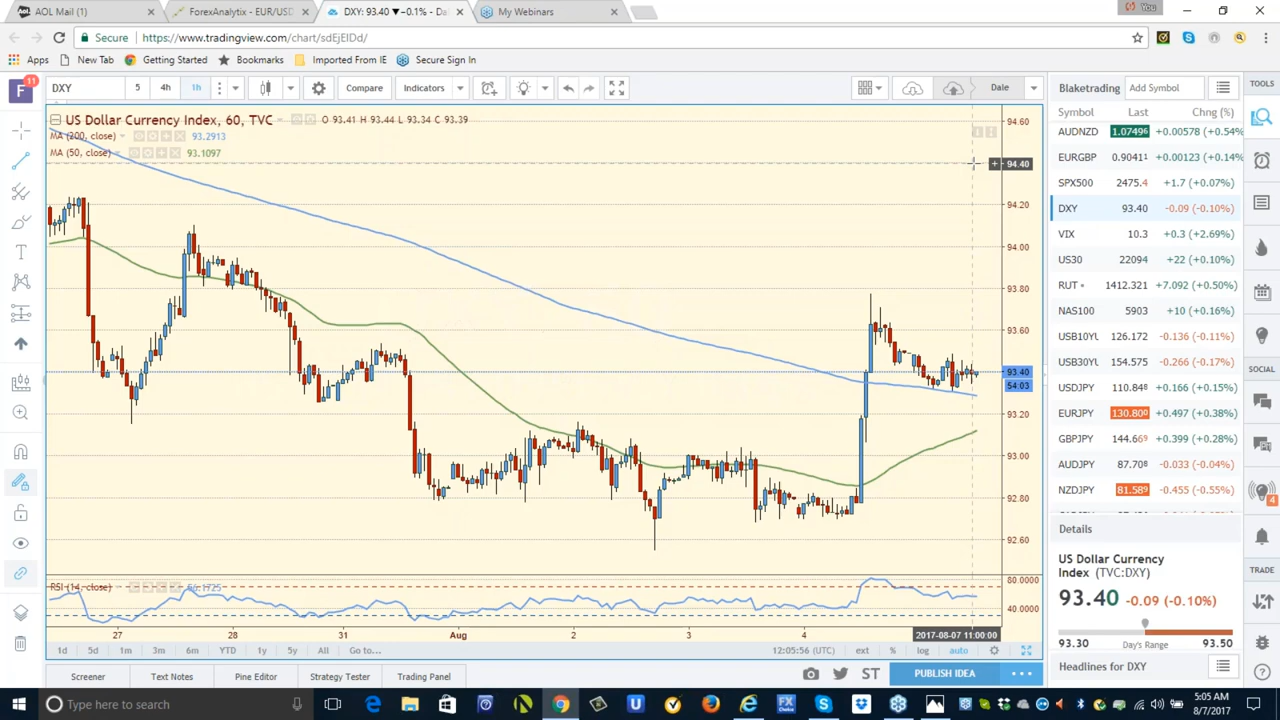 AOL Mail (1)
ForexAnalytix - EUR/USD
DXY: 93.40 ▼−0.1% - Da
My Webinars
You
Secure
https://www.tradingview.com/chart/sdEjEIDd/
Apps
New Tab
Getting Started
Bookmarks
Imported From IE
Secure Sign In
F
11
DXY
5
4h
1h
Compare
Indicators
Date
Blaketrading
Add Symbol
TOOLS
US Dollar Currency Index, 60, TVC
O 93.41 H 93.44 L 93.34 C 93.39
MA (200, close)
93.2913
MA (50, close)
93.1097
94.60
94.40
94.20
94.00
93.80
93.60
93.40
54:03
93.20
93.00
92.80
92.60
RSI (14, close)
56.1725
80.0000
40.0000
27
28
31
Aug
2
3
4
2017-08-07 11:00:00
1d
5d
1m
3m
6m
YTD
1y
5y
All
Go to...
12:05:56 (UTC)
ext
%
log
auto
Screener
Text Notes
Pine Editor
Strategy Tester
Trading Panel
ST
PUBLISH IDEA
Symbol Last Chg (%)
AUDNZD 1.07496 +0.00578 (+0.54%
EURGBP 0.9041 +0.00123 (+0.14%
SPX500 2475.4 +1.7 (+0.07%)
DXY 93.40 -0.09 (-0.10%)
VIX 10.3 +0.3 (+2.69%)
US30 22094 +22 (+0.10%)
RUT 1412.321 +7.092 (+0.50%)
NAS100 5903 +10 (+0.16%)
USB10YL 126.172 -0.136 (-0.11%)
USB30YL 154.575 -0.266 (-0.17%)
USDJPY 110.848 +0.166 (+0.15%)
EURJPY 130.800 +0.497 (+0.38%)
GBPJPY 144.669 +0.399 (+0.28%)
AUDJPY 87.708 -0.033 (-0.04%)
NZDJPY 81.589 -0.455 (-0.55%)
Details
US Dollar Currency
Index (TVC:DXY)
93.40 -0.09 (-0.10%)
93.30
Day's Range
93.50
Headlines for DXY
SOCIAL
4
TRADE
Type here to search
5:05 AM
8/7/2017